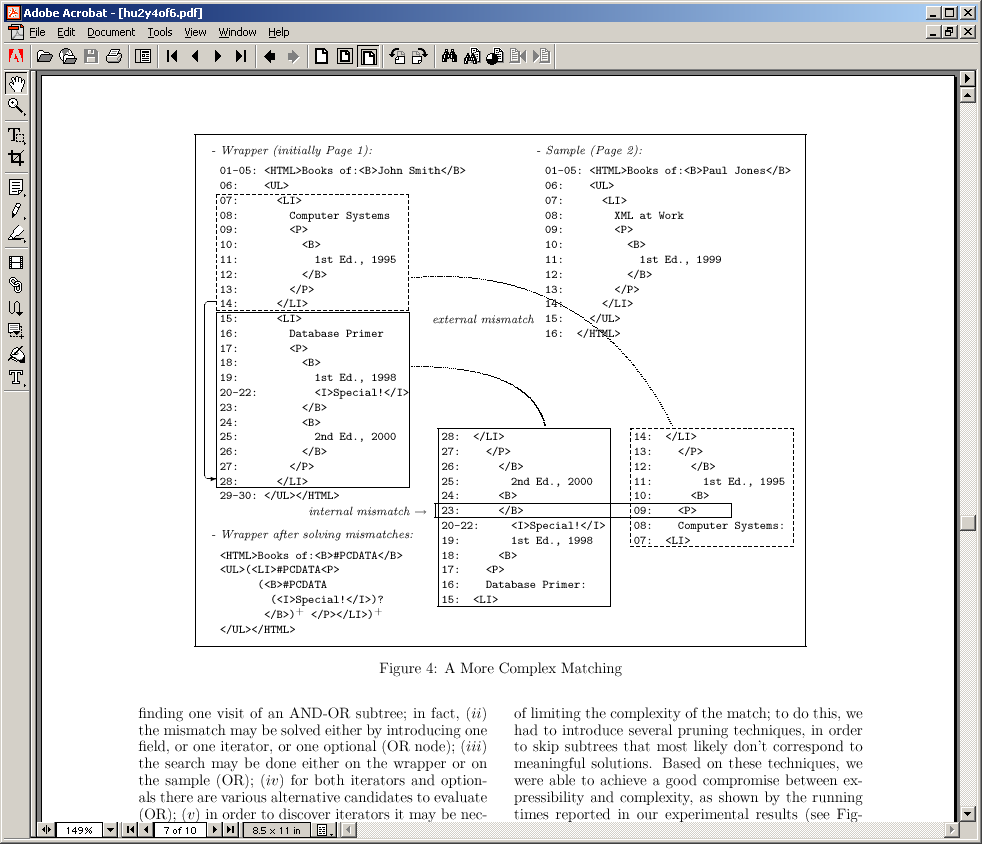 Adobe Acrobat - [hu2y4of6.pdf]
File Edit Document Tools View Window Help
- Wrapper (initially Page 1):
01-05: <HTML>Books of:<B>John Smith</B>
06: <UL>
07: <LI>
08: Computer Systems
09: <P>
10: <B>
11: 1st Ed., 1995
12: </B>
13: </P>
14: </LI>
15: <LI>
16: Database Primer
17: <P>
18: <B>
19: 1st Ed., 1998
20-22: <I>Special!</I>
23: </B>
24: <B>
25: 2nd Ed., 2000
26: </B>
27: </P>
28: </LI>
29-30: </UL></HTML>
- Sample (Page 2):
01-05: <HTML>Books of:<B>Paul Jones</B>
06: <UL>
07: <LI>
08: XML at Work
09: <P>
10: <B>
11: 1st Ed., 1999
12: </B>
13: </P>
14: </LI>
external mismatch
15: </UL>
16: </HTML>
28: </LI>
27: </P>
26: </B>
25: 2nd Ed., 2000
24: <B>
internal mismatch →
23: </B>
20-22: <I>Special!</I>
19: 1st Ed., 1998
18: <B>
17: <P>
16: Database Primer:
15: <LI>
14: </LI>
13: </P>
12: </B>
11: 1st Ed., 1995
10: <B>
09: <P>
08: Computer Systems:
07: <LI>
- Wrapper after solving mismatches:
<HTML>Books of:<B>#PCDATA</B>
<UL>(<LI>#PCDATA<P>
(<B>#PCDATA
(<I>Special!</I>)?
</B>)+ </P></LI>)+
</UL></HTML>
Figure 4: A More Complex Matching
finding one visit of an AND-OR subtree; in fact, (ii)
the mismatch may be solved either by introducing one
field, or one iterator, or one optional (OR node); (iii)
the search may be done either on the wrapper or on
the sample (OR); (iv) for both iterators and option-
als there are various alternative candidates to evaluate
(OR); (v) in order to discover iterators it may be nec-
of limiting the complexity of the match; to do this, we
had to introduce several pruning techniques, in order
to skip subtrees that most likely don't correspond to
meaningful solutions. Based on these techniques, we
were able to achieve a good compromise between ex-
pressibility and complexity, as shown by the running
times reported in our experimental results (see Fig-
149% 7 of 10 8.5 x 11 in